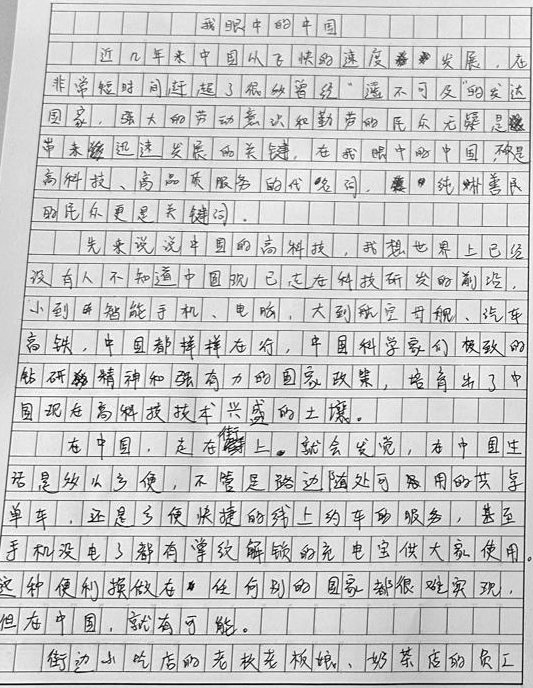 我眼中的中国
近几年来中国以飞快的速度发展，在
非常短时间赶超了很多曾经"遥不可及"的发达
国家，强大的劳动意识和勤劳的民众无疑是
带来迅速发展的关键，在我眼中的中国，不但是
高科技、高品质服务的代名词，纯朴善良
的民众更是关键词。
先来说说中国的高科技，我想世界上已经
没有人不知道中国现已走在科技研发的前沿，
小到智能手机、电脑，大到航空母舰、汽车
高铁，中国都样样在行，中国科学家们极致的
钻研精神和强有力的国家政策，培育出了中
国现在高科技技术兴盛的土壤。
在中国，走在街上。就会发觉，在中国生
活是多么方便，不管是路边随处可用的共享
单车，还是方便快捷的线上约车服务，甚至
手机没电了都有掌纹解锁的充电宝供大家使用。
这种便利操做在任何别的国家都很难实现，
但在中国，就有可能。
街边小吃店的老板老板娘、奶茶店的员工